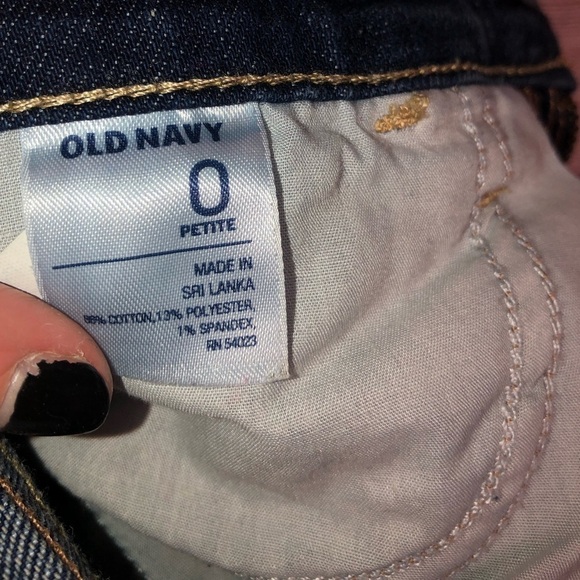 OLD NAVY
0
PETITE
MADE IN
SRI LANKA
86% COTTON, 13% POLYESTER,
1% SPANDEX,
RN 54023